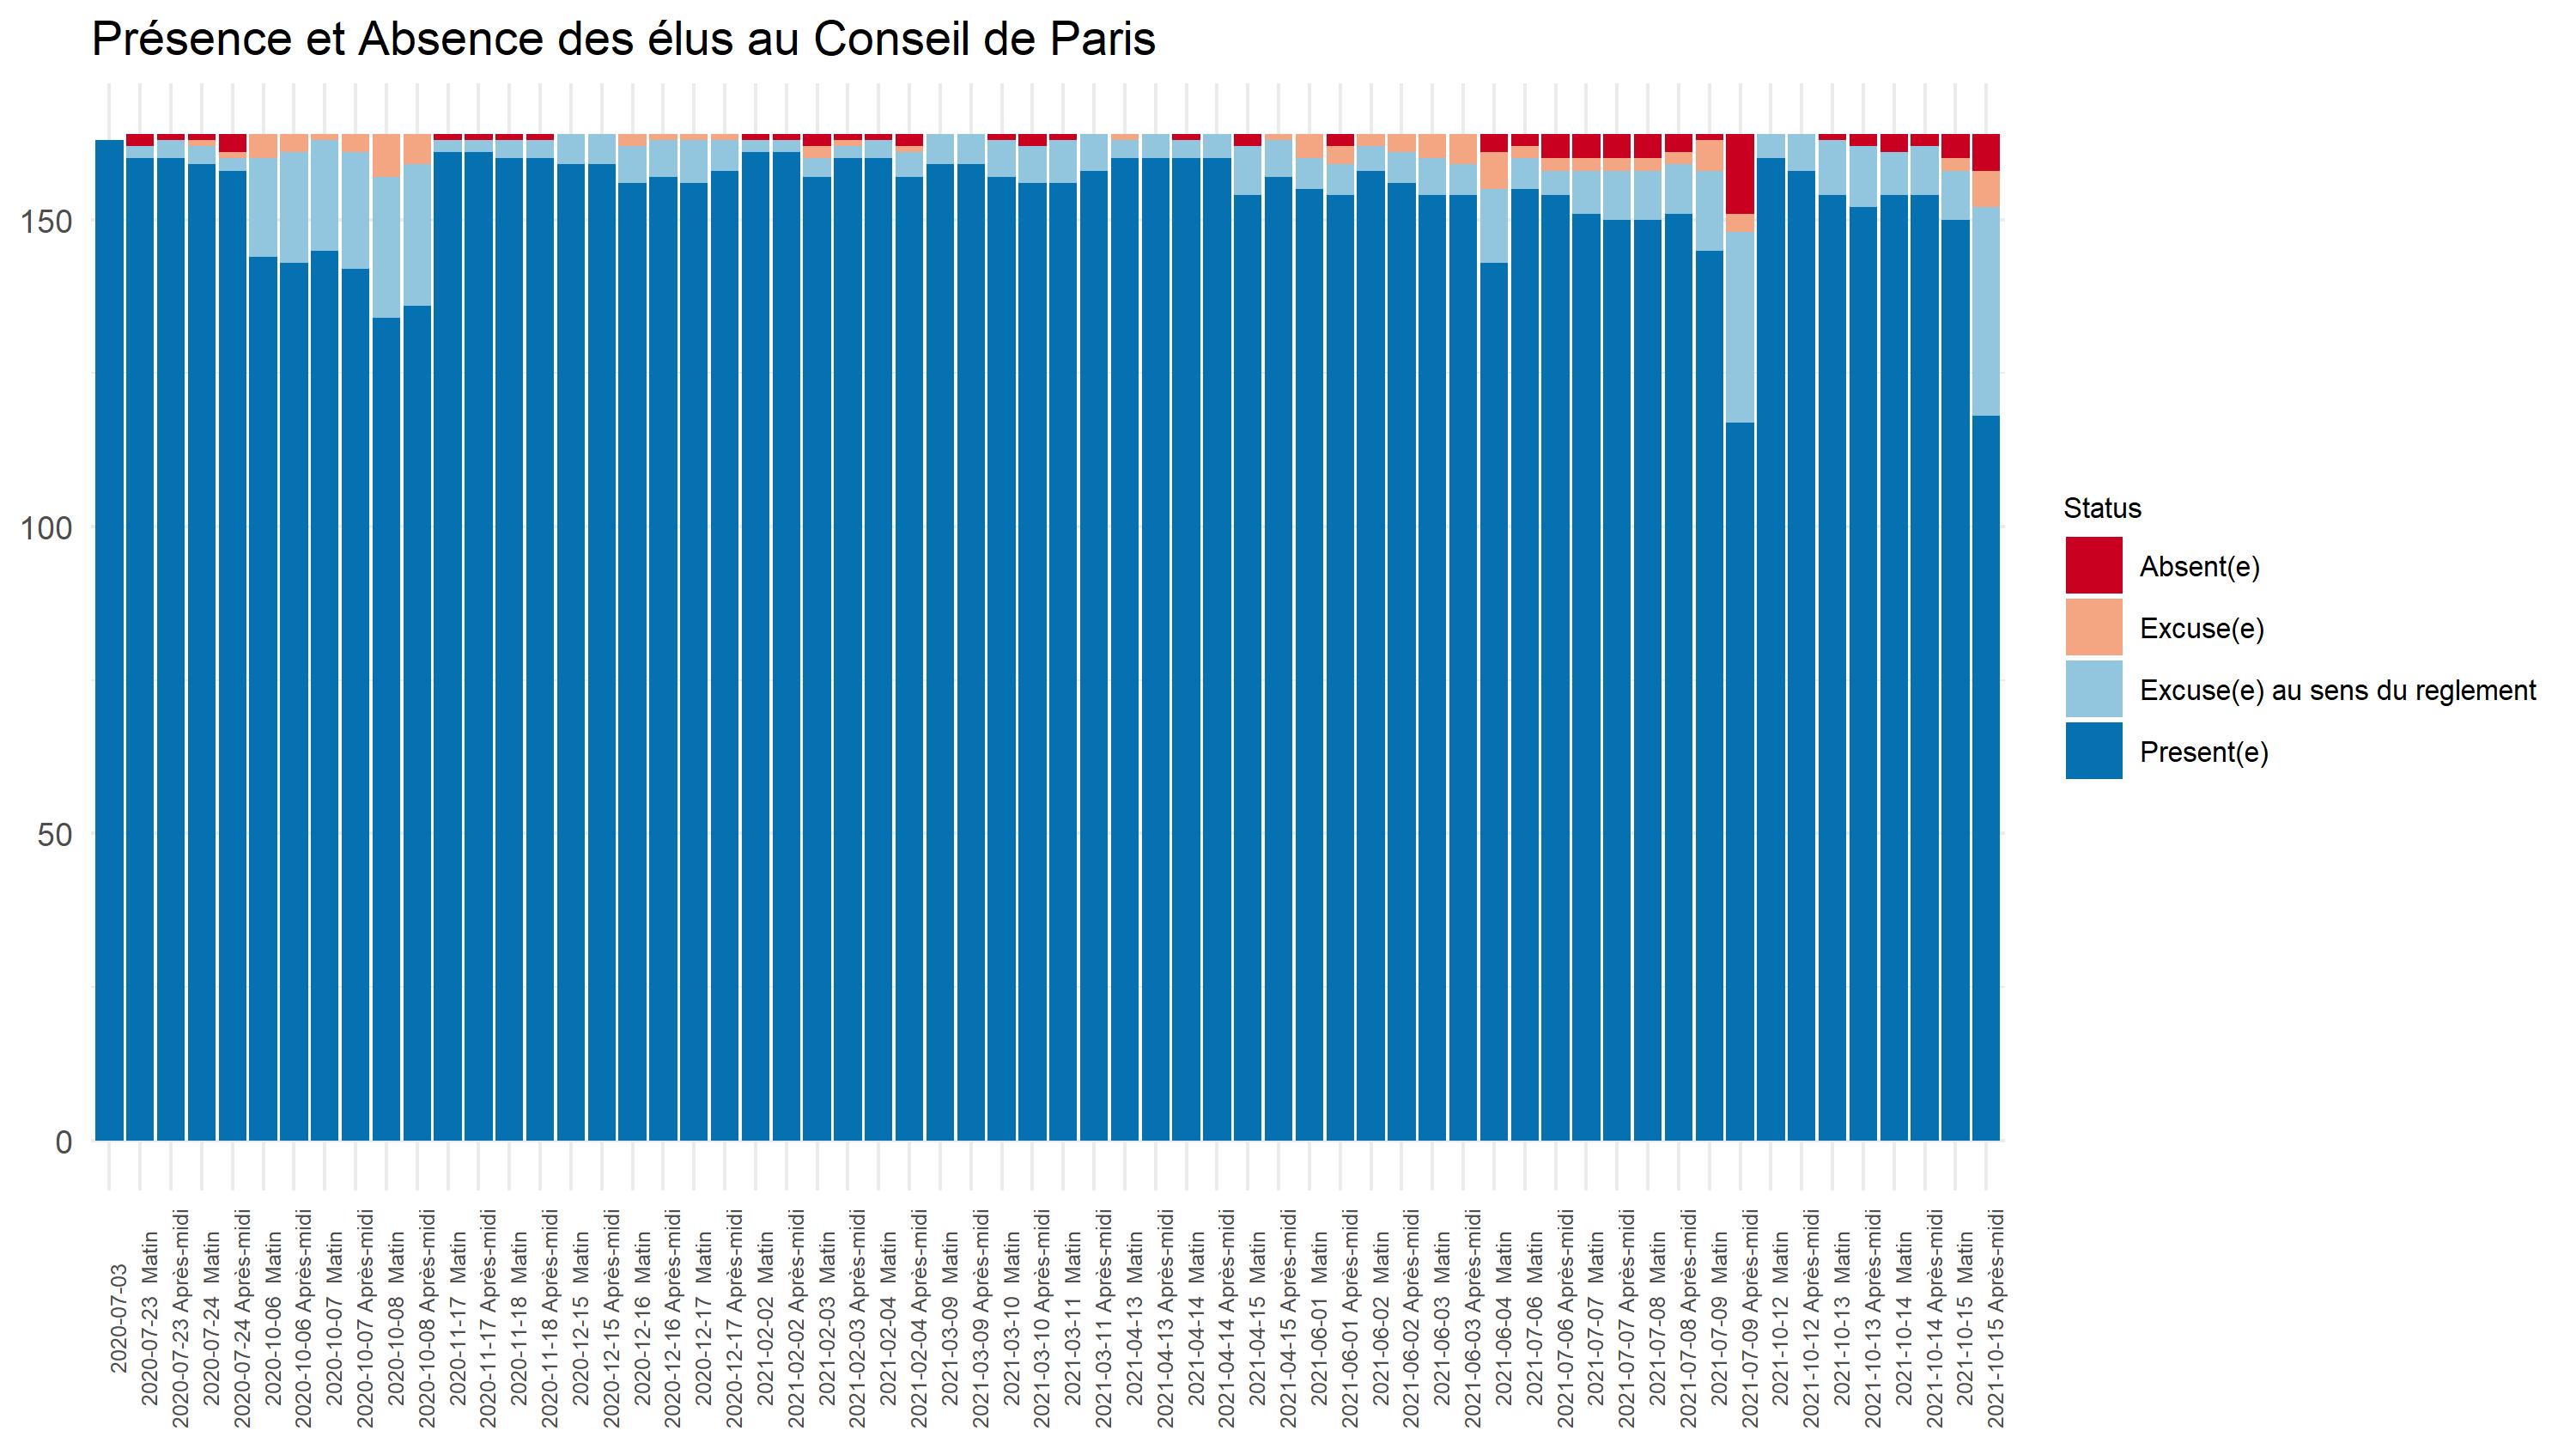 Présence et Absence des élus au Conseil de Paris
150
100
50
0
Status
Absent(e)
Excuse(e)
Excuse(e) au sens du reglement
Present(e)
2020-07-03
2020-07-23 Matin
2020-07-23 Après-midi
2020-07-24 Matin
2020-07-24 Après-midi
2020-10-06 Matin
2020-10-06 Après-midi
2020-10-07 Matin
2020-10-07 Après-midi
2020-10-08 Matin
2020-10-08 Après-midi
2020-11-17 Matin
2020-11-17 Après-midi
2020-11-18 Matin
2020-11-18 Après-midi
2020-12-15 Matin
2020-12-15 Après-midi
2020-12-16 Matin
2020-12-16 Après-midi
2020-12-17 Matin
2020-12-17 Après-midi
2021-02-02 Matin
2021-02-02 Après-midi
2021-02-03 Matin
2021-02-03 Après-midi
2021-02-04 Matin
2021-02-04 Après-midi
2021-03-09 Matin
2021-03-09 Après-midi
2021-03-10 Matin
2021-03-10 Après-midi
2021-03-11 Matin
2021-03-11 Après-midi
2021-04-13 Matin
2021-04-13 Après-midi
2021-04-14 Matin
2021-04-14 Après-midi
2021-04-15 Matin
2021-04-15 Après-midi
2021-06-01 Matin
2021-06-01 Après-midi
2021-06-02 Matin
2021-06-02 Après-midi
2021-06-03 Matin
2021-06-03 Après-midi
2021-06-04 Matin
2021-07-06 Matin
2021-07-06 Après-midi
2021-07-07 Matin
2021-07-07 Après-midi
2021-07-08 Matin
2021-07-08 Après-midi
2021-07-09 Matin
2021-07-09 Après-midi
2021-10-12 Matin
2021-10-12 Après-midi
2021-10-13 Matin
2021-10-13 Après-midi
2021-10-14 Matin
2021-10-14 Après-midi
2021-10-15 Matin
2021-10-15 Après-midi